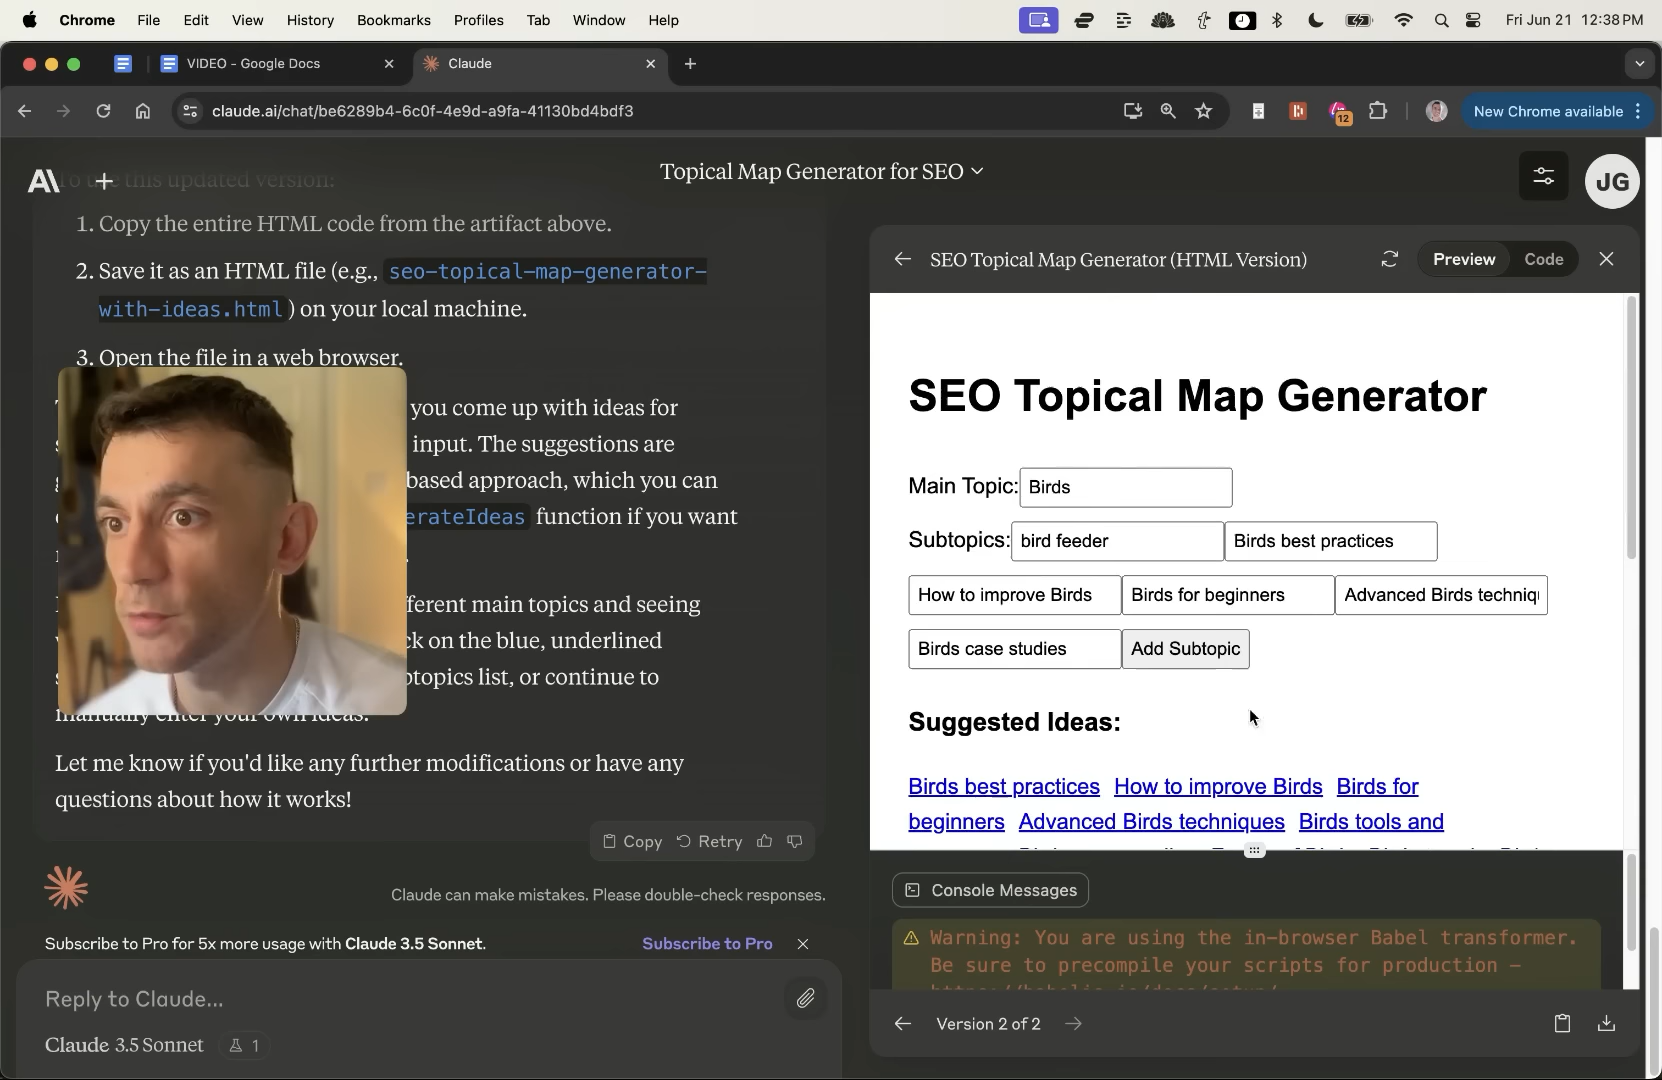 Chrome File Edit View History Bookmarks Profiles Tab Window Help Fri Jun 21 12:38 PM
VIDEO - Google Docs Claude
claude.ai/chat/be6289b4-6c0f-4e9d-a9fa-41130bd4bdf3 12 New Chrome available
To use this updated version:
Topical Map Generator for SEO
JG
1. Copy the entire HTML code from the artifact above.
2. Save it as an HTML file (e.g., seo-topical-map-generator-
with-ideas.html) on your local machine.
3. Open the file in a web browser.
you come up with ideas for
input. The suggestions are
based approach, which you can
erateIdeas function if you want
ferent main topics and seeing
ck on the blue, underlined
btopics list, or continue to
manually enter your own ideas.
Let me know if you'd like any further modifications or have any
questions about how it works!
Copy Retry
Claude can make mistakes. Please double-check responses.
Subscribe to Pro for 5x more usage with Claude 3.5 Sonnet. Subscribe to Pro
Reply to Claude...
Claude 3.5 Sonnet 1
SEO Topical Map Generator (HTML Version) Preview Code
SEO Topical Map Generator
Main Topic: Birds
Subtopics: bird feeder Birds best practices
How to improve Birds Birds for beginners Advanced Birds techniq
Birds case studies Add Subtopic
Suggested Ideas:
Birds best practices How to improve Birds Birds for
beginners Advanced Birds techniques Birds tools and
Console Messages
Warning: You are using the in-browser Babel transformer.
Be sure to precompile your scripts for production –
Version 2 of 2